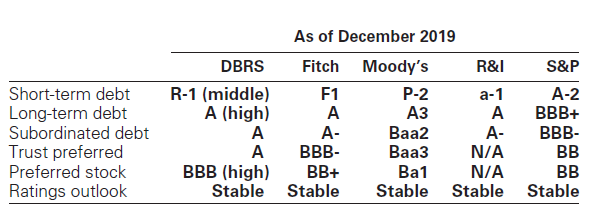 As of December 2019
DBRS Fitch Moody's R&I S&P
Short-term debt R-1 (middle) F1 P-2 a-1 A-2
Long-term debt A (high) A A3 A BBB+
Subordinated debt A A- Baa2 A- BBB-
Trust preferred A BBB- Baa3 N/A BB
Preferred stock BBB (high) BB+ Ba1 N/A BB
Ratings outlook Stable Stable Stable Stable Stable